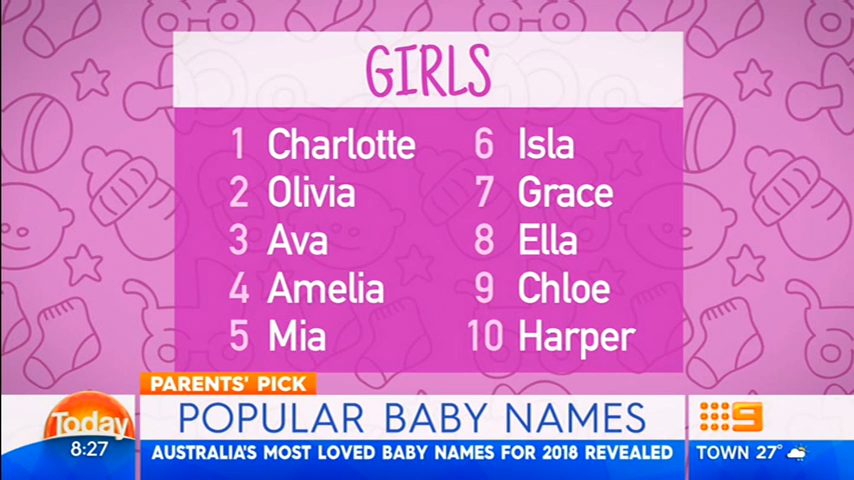 GIRLS
1 Charlotte
2 Olivia
3 Ava
4 Amelia
5 Mia
6 Isla
7 Grace
8 Ella
9 Chloe
10 Harper
PARENTS' PICK
POPULAR BABY NAMES
AUSTRALIA'S MOST LOVED BABY NAMES FOR 2018 REVEALED
Today
8:27
9
TOWN 27°